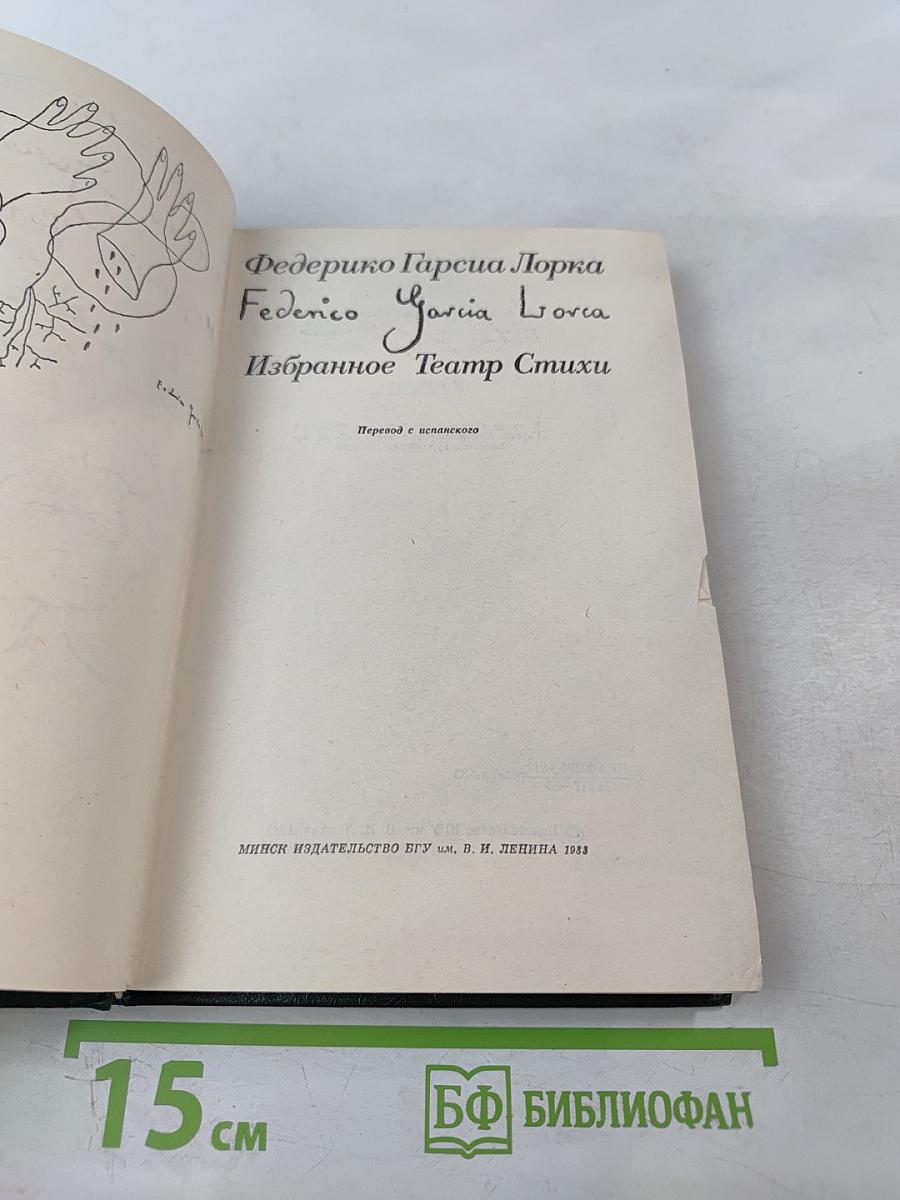 Федерико Гарсиа Лорка
Federico Garcia Lorca
Избранное Театр Стихи
Перевод с испанского
МИНСК ИЗДАТЕЛЬСТВО БГУ им. В. И. ЛЕНИНА 1983
15 см
БФ БИБЛИОФАН